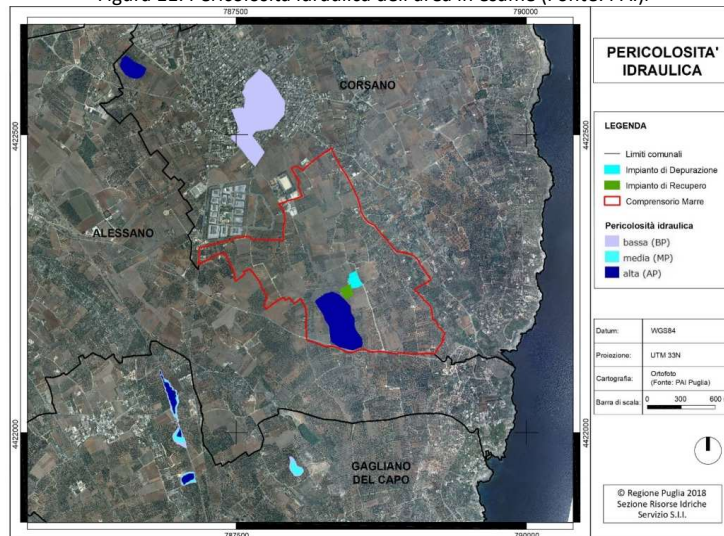 Figura 11: Pericolosità idraulica dell'area in esame (Fonte: PAI).
787500
790000
4422500
4422500
CORSANO
ALESSANO
GAGLIANO
DEL CAPO
4422000
4422000
787500
790000
PERICOLOSITA'
IDRAULICA
LEGENDA
Limiti comunali
Impianto di Depurazione
Impianto di Recupero
Comprensorio Marre
Pericolosità idraulica
bassa (BP)
media (MP)
alta (AP)
Datum: WGS84
Proiezione: UTM 33N
Cartografia: Ortofoto
(Fonte: PAI Puglia)
Barra di scala: 0 300 600
© Regione Puglia 2018
Sezione Risorse Idriche
Servizio S.I.I.